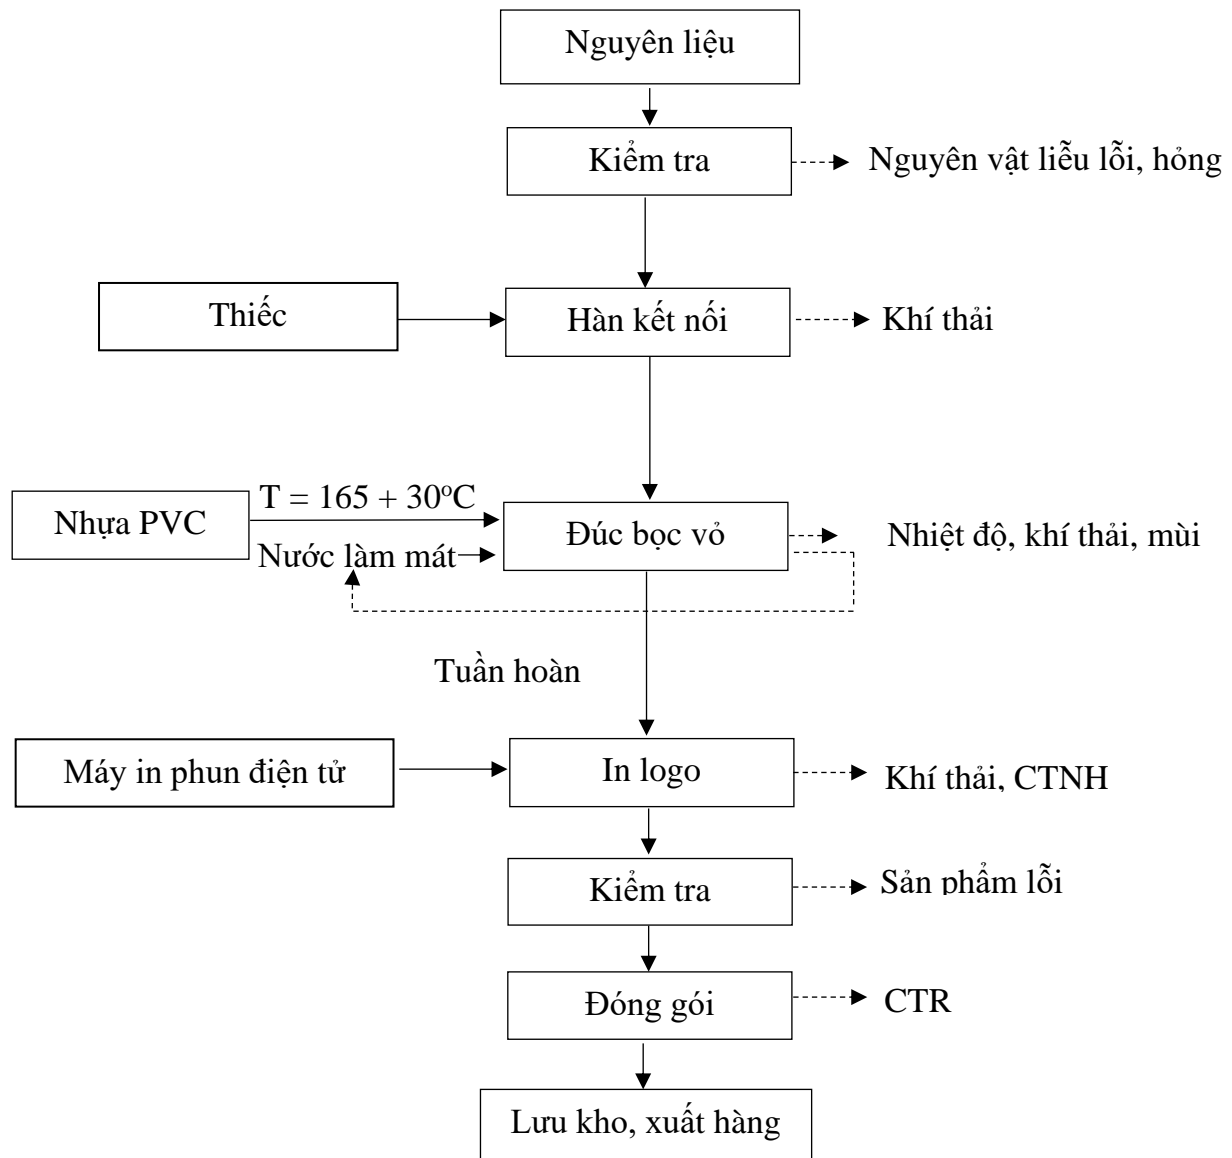 Nguyên liệu
Kiểm tra
Nguyên vật liễu lỗi, hỏng
Thiếc
Hàn kết nối
Khí thải
Nhựa PVC
T = 165 + 30°C
Nước làm mát
Đúc bọc vỏ
Nhiệt độ, khí thải, mùi
Tuần hoàn
Máy in phun điện tử
In logo
Khí thải, CTNH
Kiểm tra
Sản phẩm lỗi
Đóng gói
CTR
Lưu kho, xuất hàng